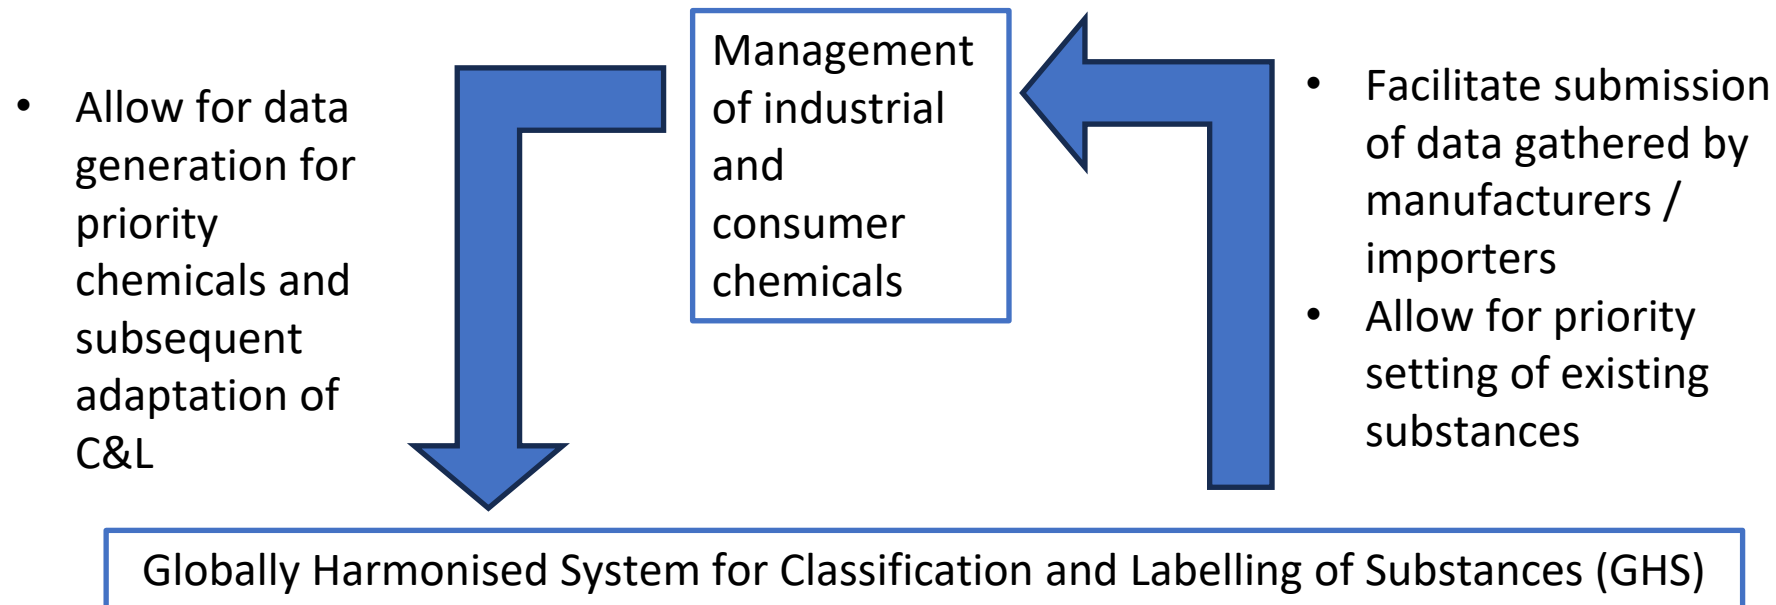 • Allow for data
generation for
priority
chemicals and
subsequent
adaptation of
C&L
Management
of industrial
and
consumer
chemicals
• Facilitate submission
of data gathered by
manufacturers /
importers
• Allow for priority
setting of existing
substances
Globally Harmonised System for Classification and Labelling of Substances (GHS)